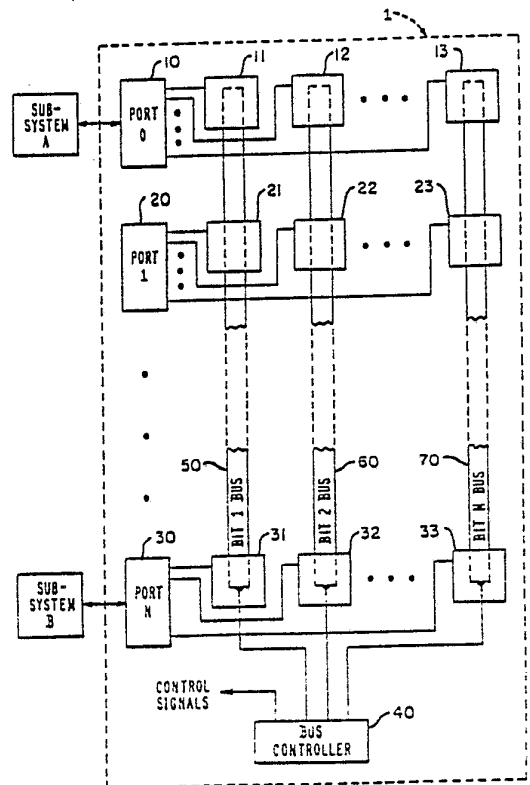 1
10
11
12
13
SUB-
SYSTEM
A
PORT
0
20
21
22
23
PORT
1
50
60
70
BIT 1 BUS
BIT 2 BUS
BIT N BUS
30
31
32
33
SUB-
SYSTEM
B
PORT
N
CONTROL
SIGNALS
40
BUS
CONTROLLER